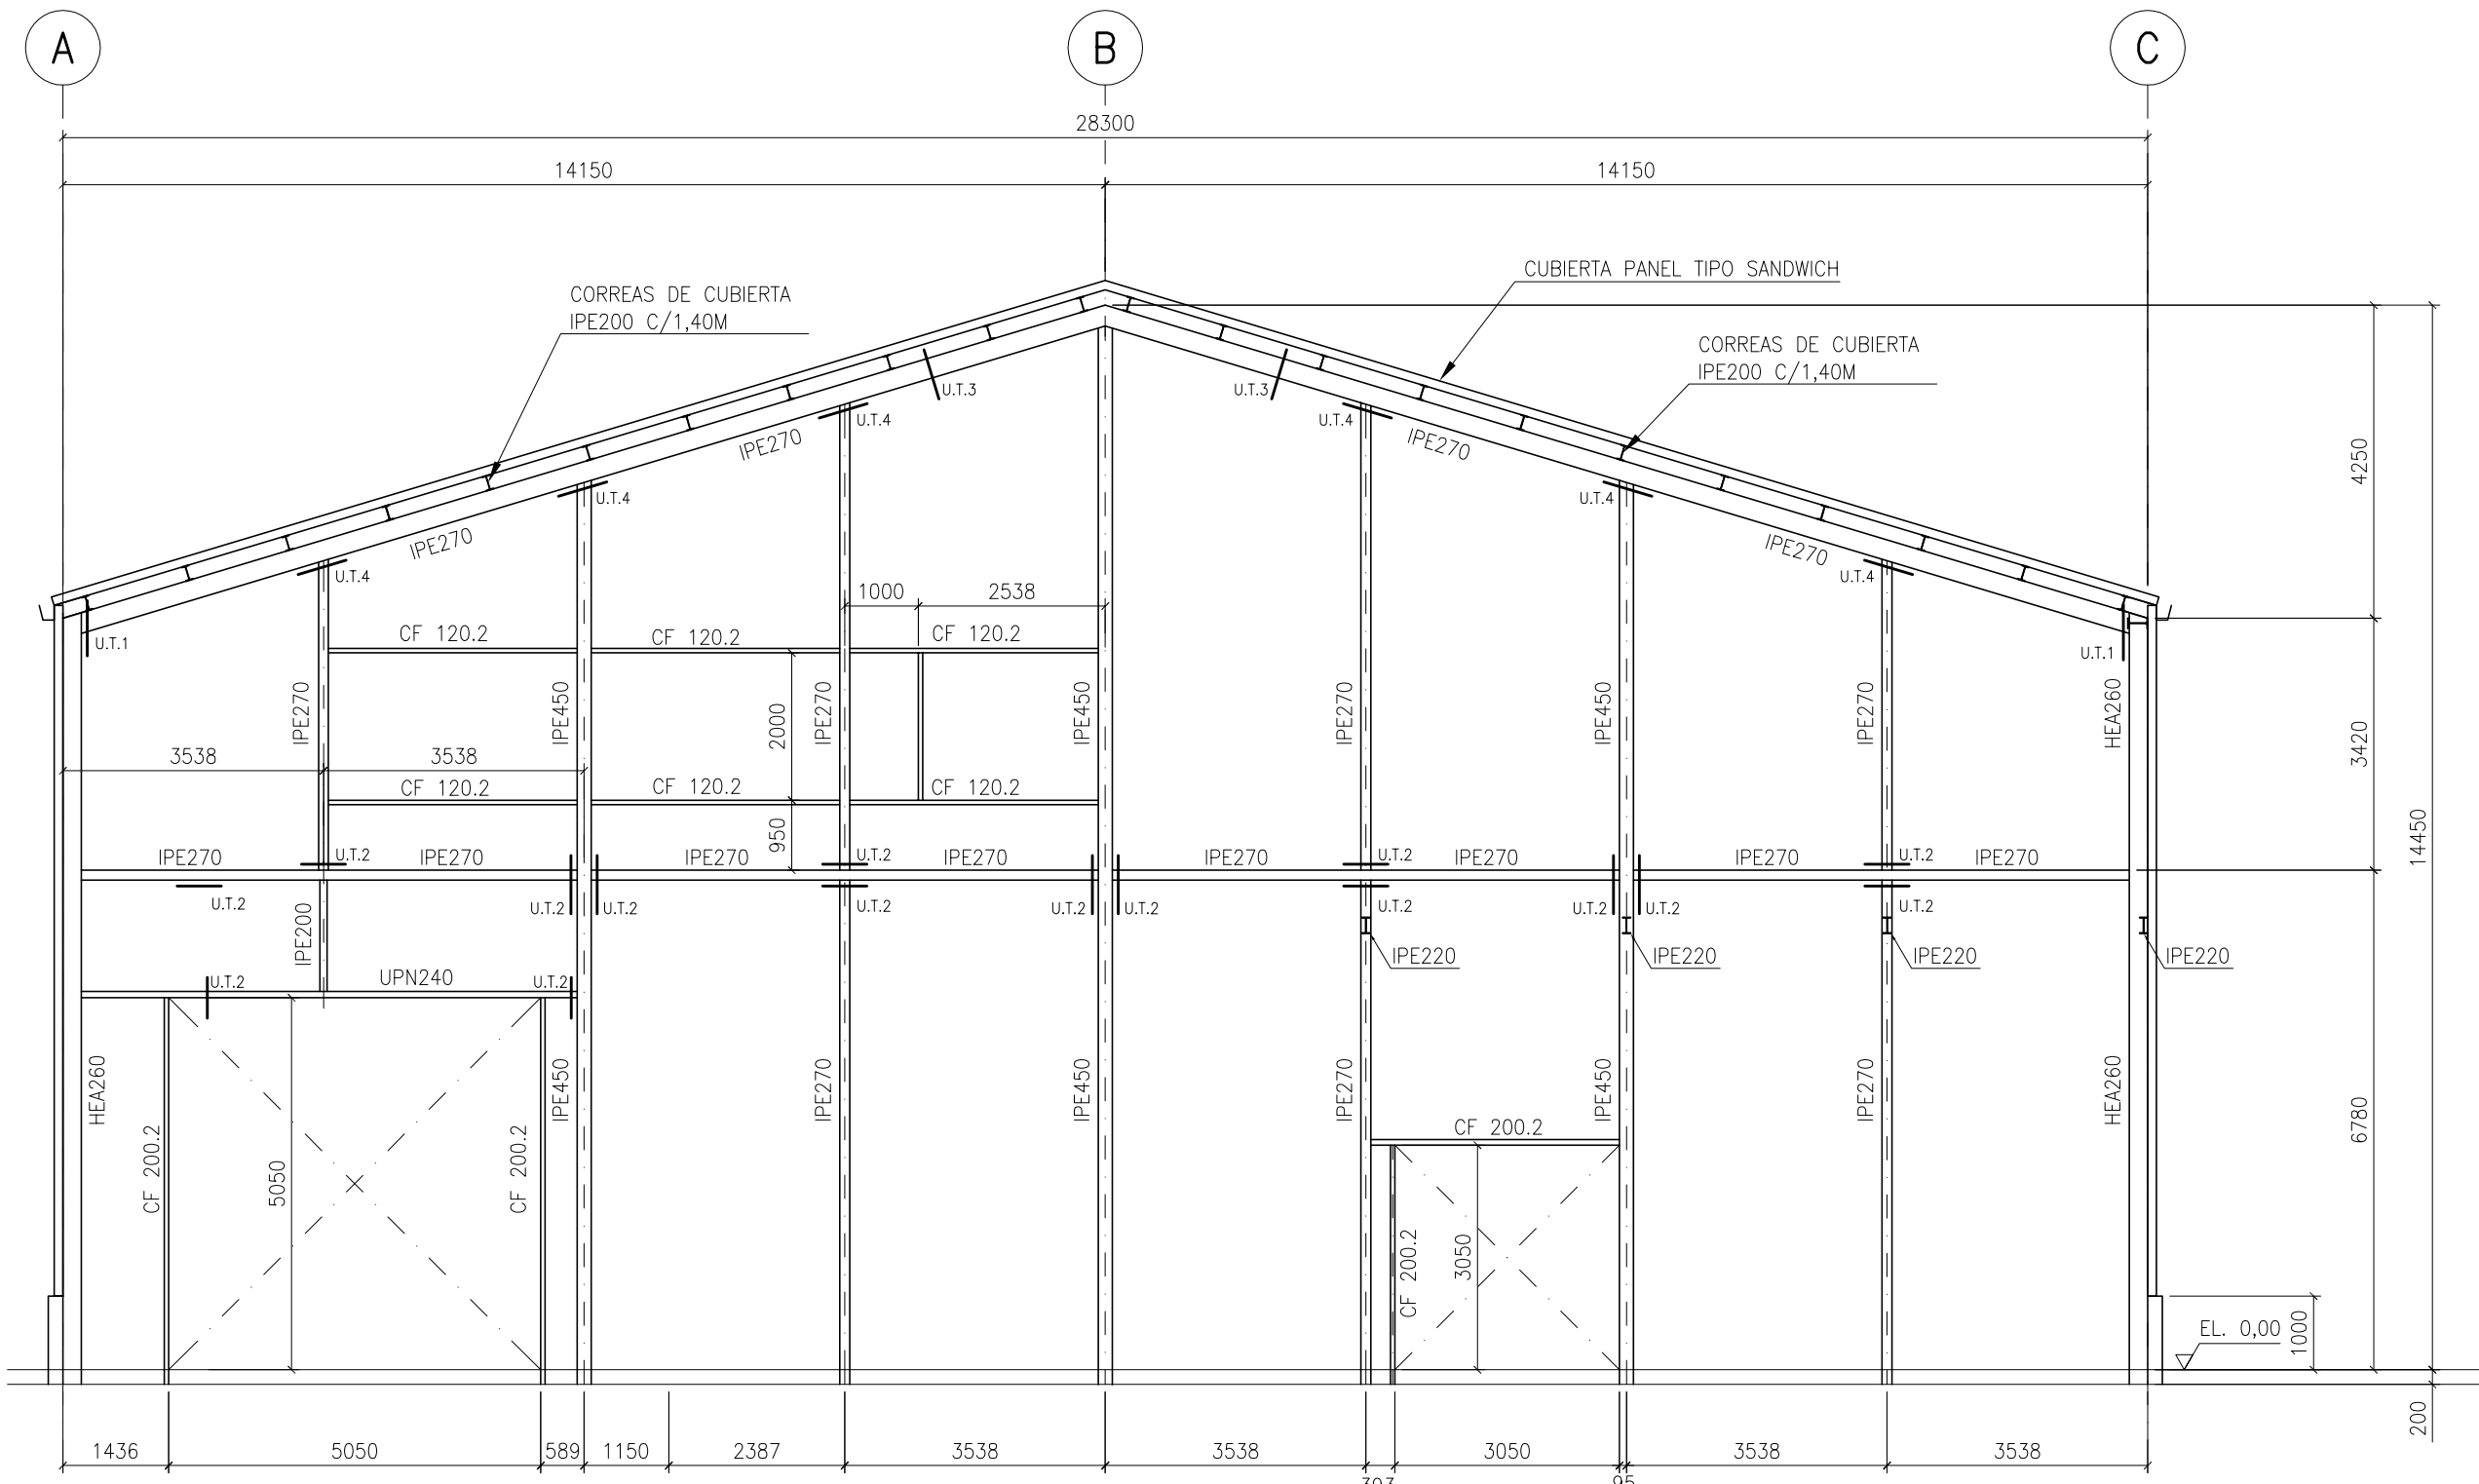 A
B
C
28300
14150
14150
CUBIERTA PANEL TIPO SANDWICH
CORREAS DE CUBIERTA
IPE200 C/1,40M
CORREAS DE CUBIERTA
IPE200 C/1,40M
U.T.3
U.T.3
U.T.4
U.T.4
IPE270
IPE270
4250
U.T.4
U.T.4
IPE270
IPE270
U.T.4
U.T.4
1000
2538
U.T.1
CF 120.2
CF 120.2
CF 120.2
U.T.1
IPE270
IPE450
2000
IPE270
IPE450
IPE270
IPE450
IPE270
HEA260
3420
14450
3538
3538
CF 120.2
CF 120.2
CF 120.2
950
IPE270
U.T.2
IPE270
IPE270
U.T.2
IPE270
IPE270
U.T.2
IPE270
IPE270
U.T.2
IPE270
U.T.2
U.T.2
U.T.2
U.T.2
U.T.2
U.T.2
U.T.2
U.T.2
U.T.2
U.T.2
IPE200
IPE220
IPE220
IPE220
IPE220
U.T.2
UPN240
U.T.2
HEA260
IPE450
IPE270
IPE450
IPE270
IPE450
IPE270
HEA260
6780
CF 200.2
5050
CF 200.2
CF 200.2
CF 200.2
3050
EL. 0,00
1000
200
1436
5050
589
1150
2387
3538
3538
3050
3538
3538
393
95